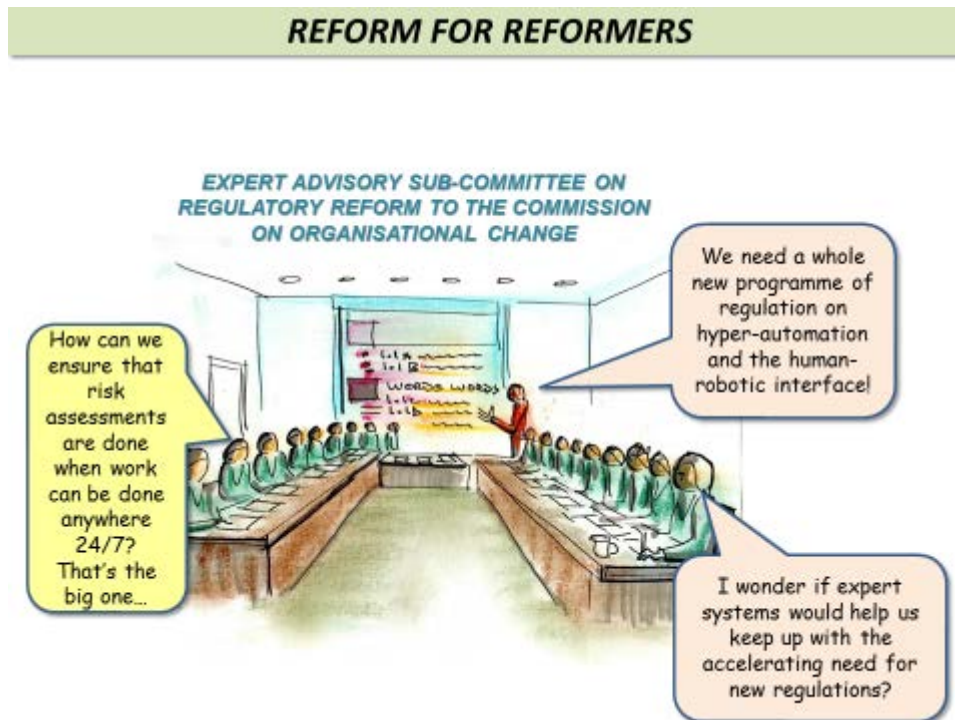 REFORM FOR REFORMERS
EXPERT ADVISORY SUB-COMMITTEE ON
REGULATORY REFORM TO THE COMMISSION
ON ORGANISATIONAL CHANGE
We need a whole
new programme of
regulation on
hyper-automation
and the human-
robotic interface!
How can we
ensure that
risk
assessments
are done
when work
can be done
anywhere
24/7?
That's the
big one...
WORDS WORDS
I wonder if expert
systems would help us
keep up with the
accelerating need for
new regulations?